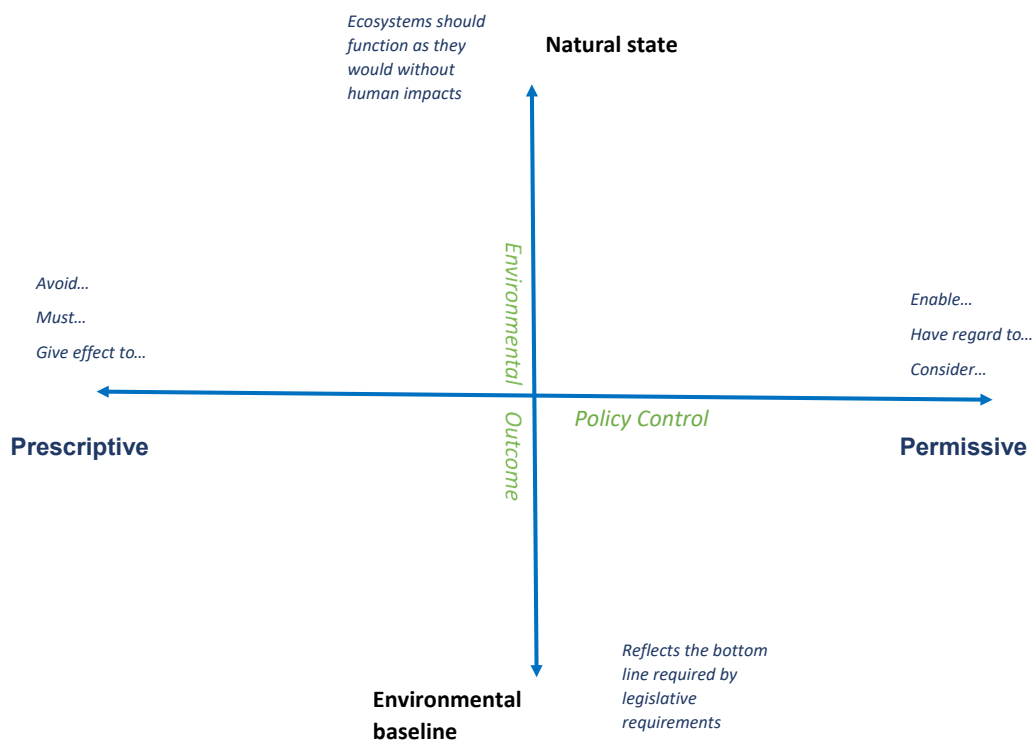 Ecosystems should
function as they
would without
human impacts
Natural state
Environmental Outcome
Avoid…
Must…
Give effect to…
Enable…
Have regard to…
Consider…
Policy Control
Prescriptive
Permissive
Reflects the bottom
line required by
legislative
requirements
Environmental
baseline